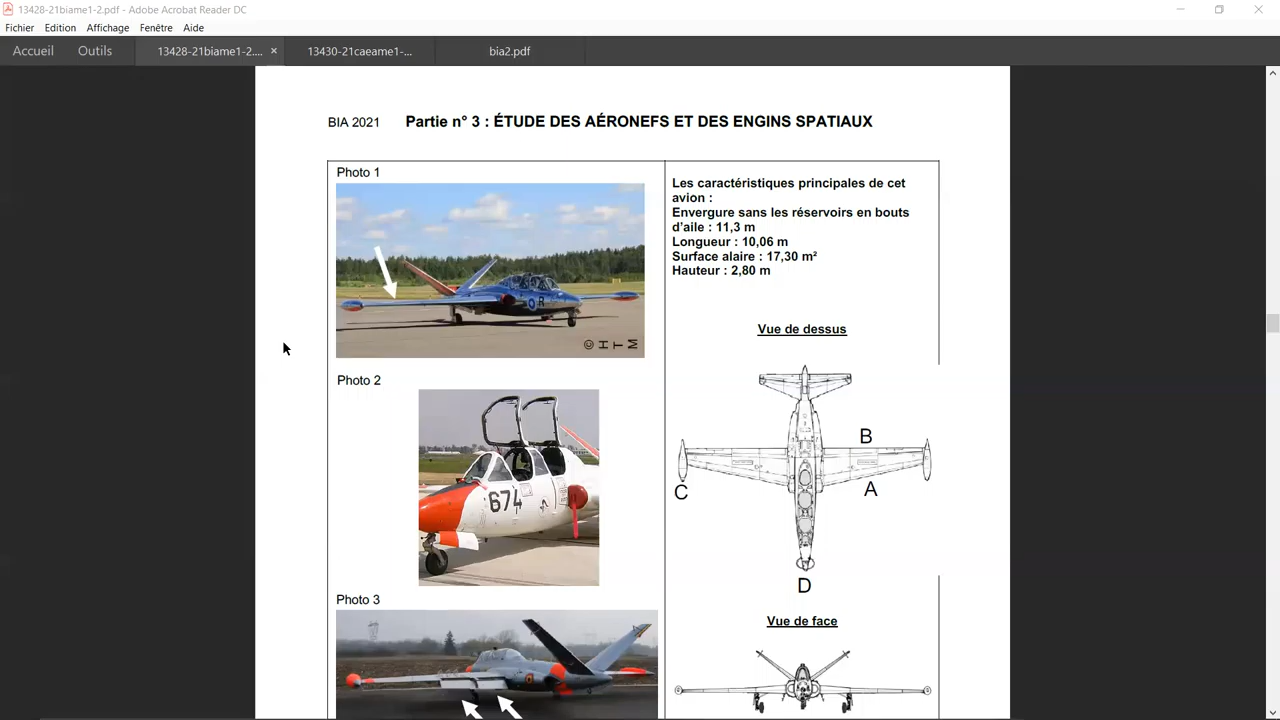 13428-21biame1-2.pdf - Adobe Acrobat Reader DC
Fichier Edition Affichage Fenêtre Aide
Accueil Outils 13428-21biame1-2.... × 13430-21caeame1-... bia2.pdf
BIA 2021 Partie n° 3 : ÉTUDE DES AÉRONEFS ET DES ENGINS SPATIAUX
Photo 1
R
© H T M
Photo 2
674
Photo 3
Les caractéristiques principales de cet
avion :
Envergure sans les réservoirs en bouts
d'aile : 11,3 m
Longueur : 10,06 m
Surface alaire : 17,30 m²
Hauteur : 2,80 m
Vue de dessus
B
C
A
D
Vue de face